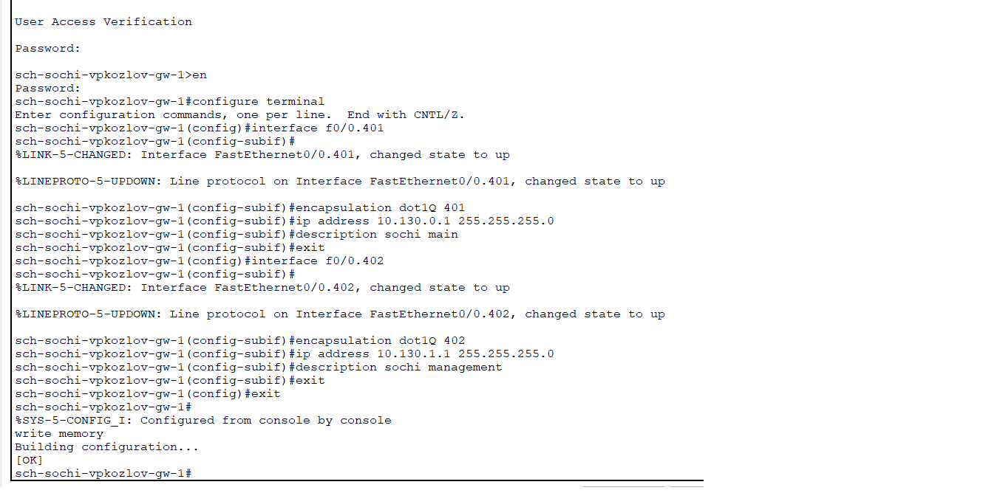 User Access Verification
Password:
sch-sochi-vpkozlov-gw-1>en
Password:
sch-sochi-vpkozlov-gw-1#configure terminal
Enter configuration commands, one per line.  End with CNTL/Z.
sch-sochi-vpkozlov-gw-1(config)#interface f0/0.401
sch-sochi-vpkozlov-gw-1(config-subif)#
%LINK-5-CHANGED: Interface FastEthernet0/0.401, changed state to up
%LINEPROTO-5-UPDOWN: Line protocol on Interface FastEthernet0/0.401, changed state to up
sch-sochi-vpkozlov-gw-1(config-subif)#encapsulation dot1Q 401
sch-sochi-vpkozlov-gw-1(config-subif)#ip address 10.130.0.1 255.255.255.0
sch-sochi-vpkozlov-gw-1(config-subif)#description sochi main
sch-sochi-vpkozlov-gw-1(config-subif)#exit
sch-sochi-vpkozlov-gw-1(config)#interface f0/0.402
sch-sochi-vpkozlov-gw-1(config-subif)#
%LINK-5-CHANGED: Interface FastEthernet0/0.402, changed state to up
%LINEPROTO-5-UPDOWN: Line protocol on Interface FastEthernet0/0.402, changed state to up
sch-sochi-vpkozlov-gw-1(config-subif)#encapsulation dot1Q 402
sch-sochi-vpkozlov-gw-1(config-subif)#ip address 10.130.1.1 255.255.255.0
sch-sochi-vpkozlov-gw-1(config-subif)#description sochi management
sch-sochi-vpkozlov-gw-1(config-subif)#exit
sch-sochi-vpkozlov-gw-1(config)#exit
sch-sochi-vpkozlov-gw-1#
%SYS-5-CONFIG_I: Configured from console by console
write memory
Building configuration...
[OK]
sch-sochi-vpkozlov-gw-1#